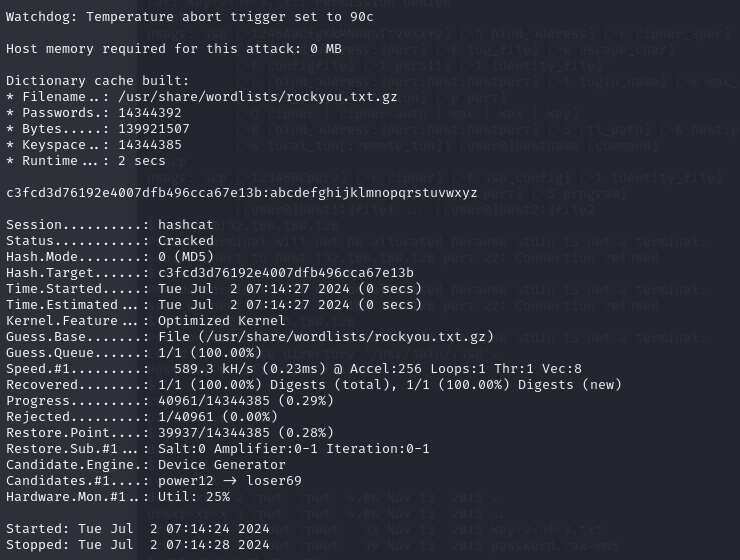 Watchdog: Temperature abort trigger set to 90c
Host memory required for this attack: 0 MB
Dictionary cache built:
* Filename..: /usr/share/wordlists/rockyou.txt.gz
* Passwords.: 14344392
* Bytes.....: 139921507
* Keyspace..: 14344385
* Runtime...: 2 secs
c3fcd3d76192e4007dfb496cca67e13b:abcdefghijklmnopqrstuvwxyz
Session..........: hashcat
Status...........: Cracked
Hash.Mode........: 0 (MD5)
Hash.Target......: c3fcd3d76192e4007dfb496cca67e13b
Time.Started.....: Tue Jul  2 07:14:27 2024 (0 secs)
Time.Estimated...: Tue Jul  2 07:14:27 2024 (0 secs)
Kernel.Feature...: Optimized Kernel
Guess.Base.......: File (/usr/share/wordlists/rockyou.txt.gz)
Guess.Queue......: 1/1 (100.00%)
Speed.#1.........:   589.3 kH/s (0.23ms) @ Accel:256 Loops:1 Thr:1 Vec:8
Recovered........: 1/1 (100.00%) Digests (total), 1/1 (100.00%) Digests (new)
Progress.........: 40961/14344385 (0.29%)
Rejected.........: 1/40961 (0.00%)
Restore.Point....: 39937/14344385 (0.28%)
Restore.Sub.#1...: Salt:0 Amplifier:0-1 Iteration:0-1
Candidate.Engine.: Device Generator
Candidates.#1....: power12 -> loser69
Hardware.Mon.#1..: Util: 25%
Started: Tue Jul  2 07:14:24 2024
Stopped: Tue Jul  2 07:14:28 2024